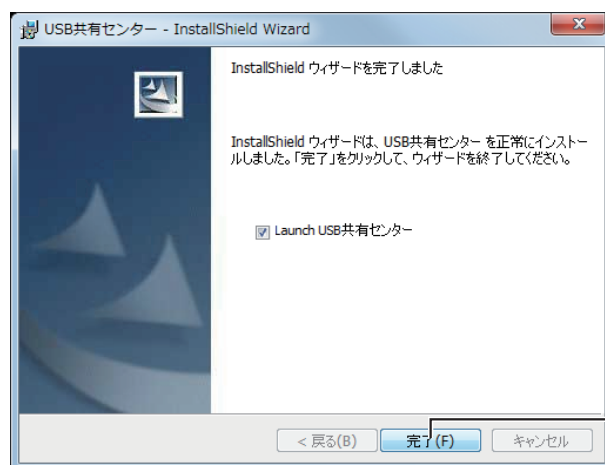 USB共有センター - InstallShield Wizard
InstallShield ウィザードを完了しました
InstallShield ウィザードは、USB共有センター を正常にインストー
ルしました。「完了」をクリックして、ウィザードを終了してください。
Launch USB共有センター
< 戻る(B)
完了(F)
キャンセル